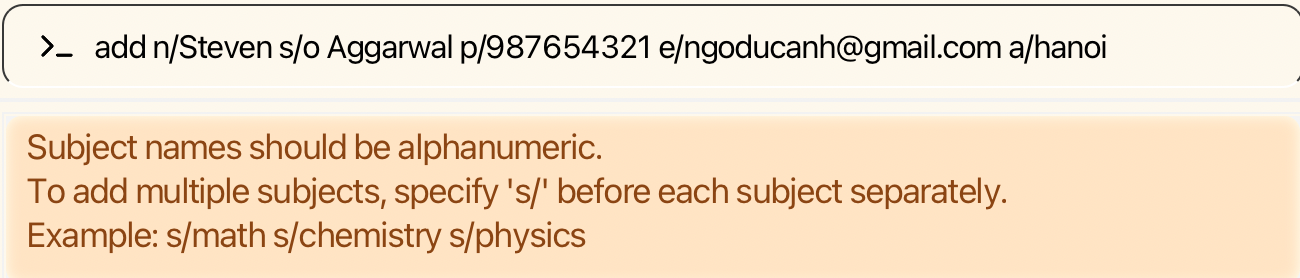 >_ add n/Steven s/o Aggarwal p/987654321 e/ngoducanh@gmail.com a/hanoi
Subject names should be alphanumeric.
To add multiple subjects, specify 's/' before each subject separately.
Example: s/math s/chemistry s/physics